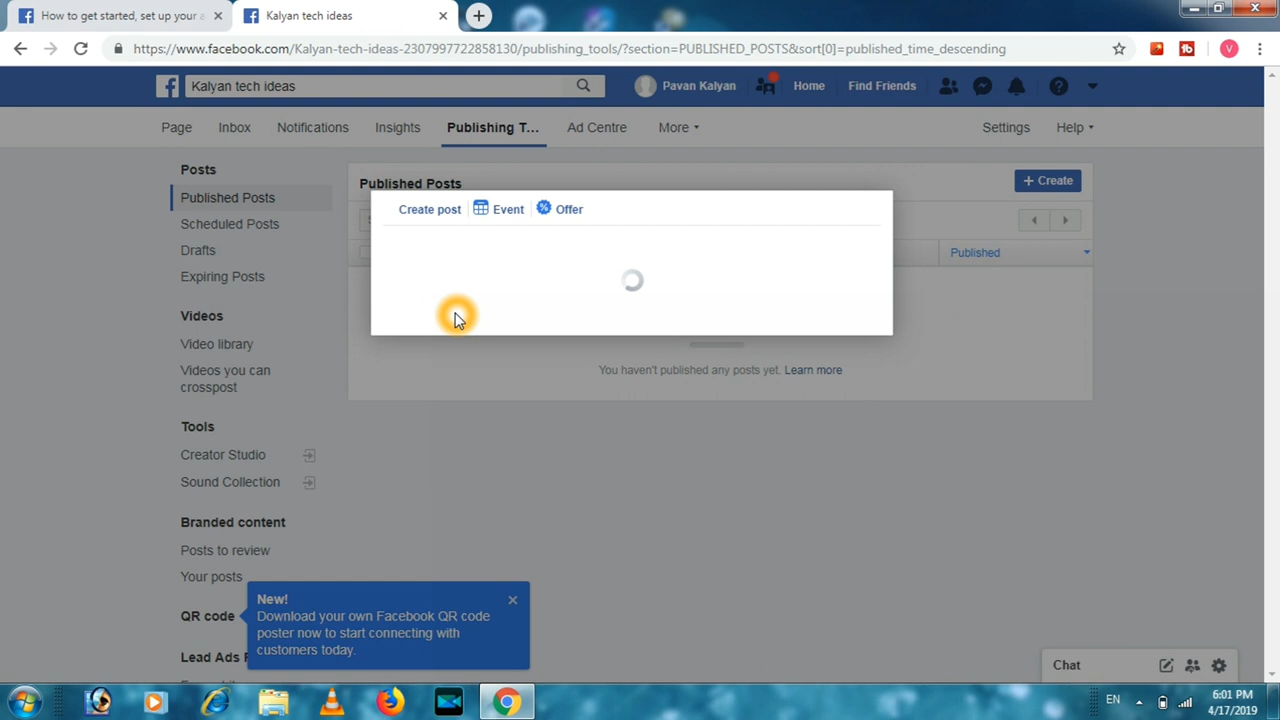 How to get started, set up your a
Kalyan tech ideas
https://www.facebook.com/Kalyan-tech-ideas-2307997722858130/publishing_tools/?section=PUBLISHED_POSTS&sort[0]=published_time_descending
V
Kalyan tech ideas
Pavan Kalyan
Home
Find Friends
Page
Inbox
Notifications
Insights
Publishing T...
Ad Centre
More
Settings
Help
Posts
Published Posts
Scheduled Posts
Drafts
Expiring Posts
Videos
Video library
Videos you can
crosspost
Tools
Creator Studio
Sound Collection
Branded content
Posts to review
Your posts
QR code
Lead Ads
Published Posts
+ Create
Create post
Event
Offer
Published
You haven't published any posts yet. Learn more
New!
Download your own Facebook QR code
poster now to start connecting with
customers today.
Chat
EN
6:01 PM
4/17/2019